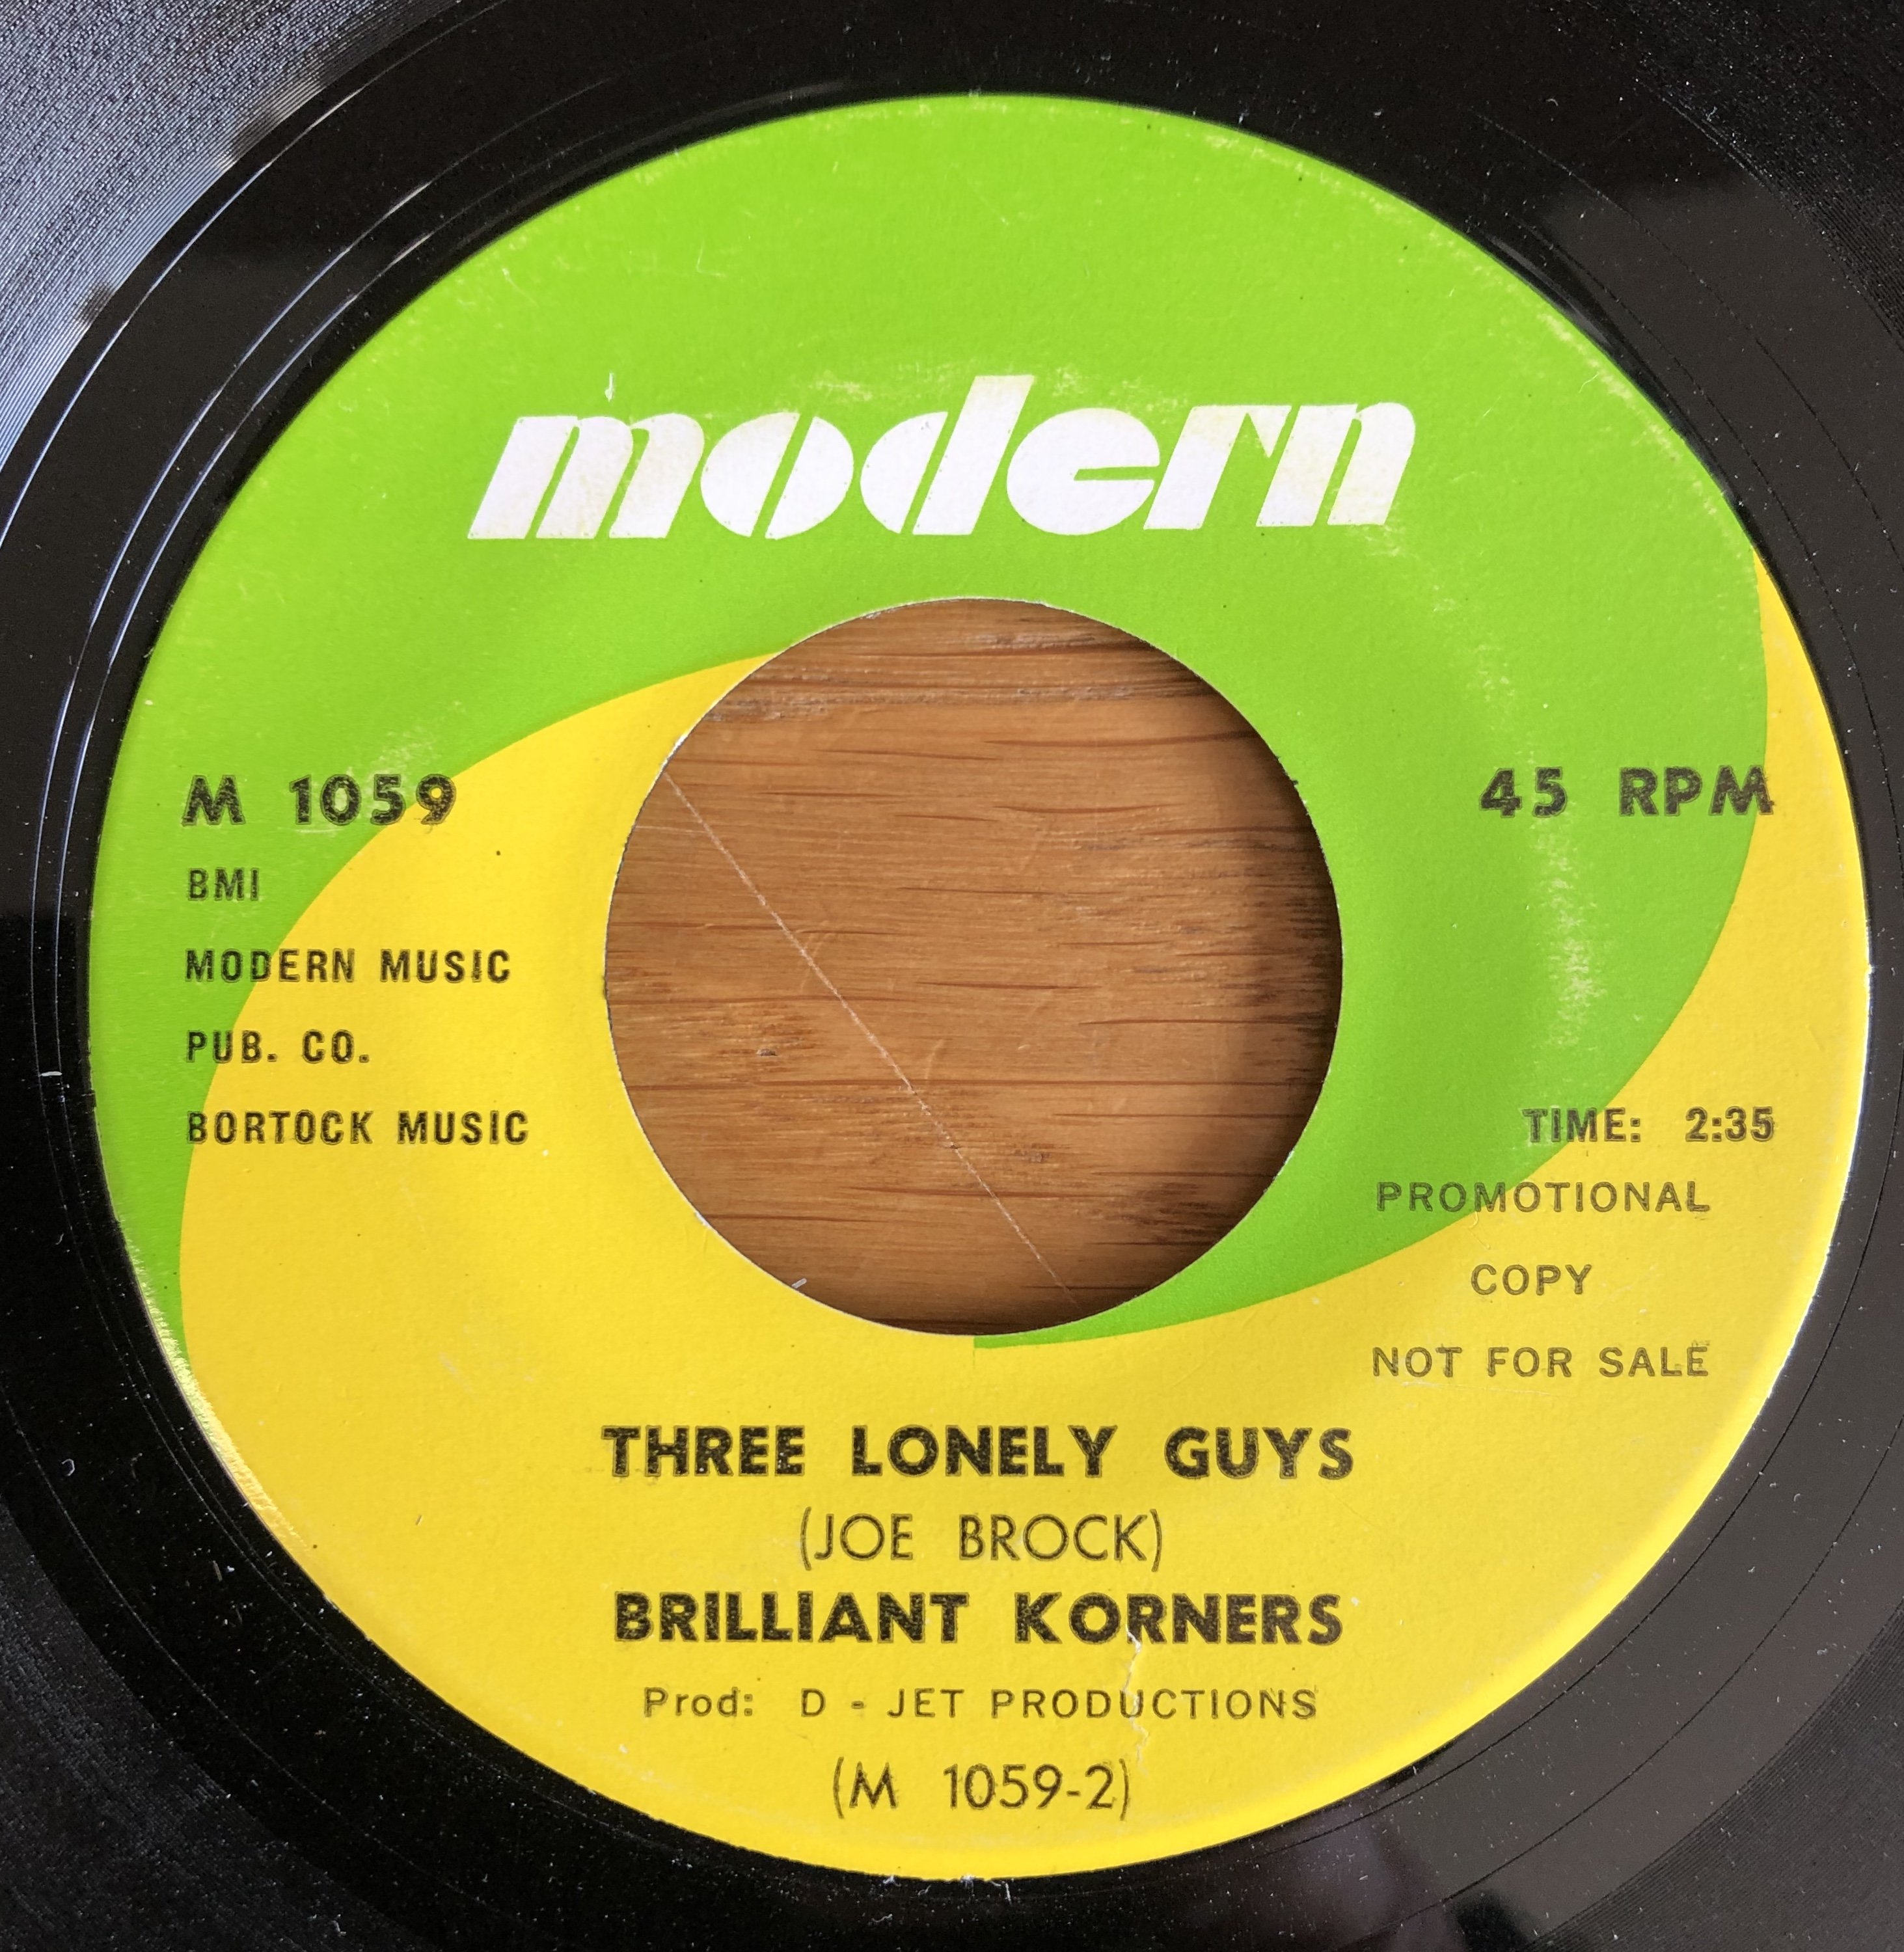 modern
M 1059
45 RPM
BMI
MODERN MUSIC
PUB. CO.
BORTOCK MUSIC
TIME: 2:35
PROMOTIONAL
COPY
NOT FOR SALE
THREE LONELY GUYS
(JOE BROCK)
BRILLIANT KORNERS
Prod: D - JET PRODUCTIONS
(M 1059-2)